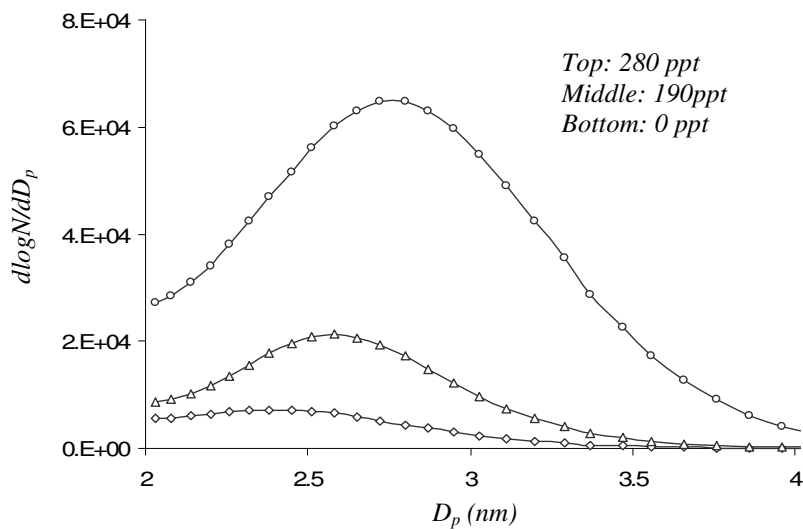 8.E+04
6.E+04
4.E+04
2.E+04
0.E+00
dlogN/dDp
Top: 280 ppt
Middle: 190ppt
Bottom: 0 ppt
2 2.5 3 3.5 4
Dp (nm)